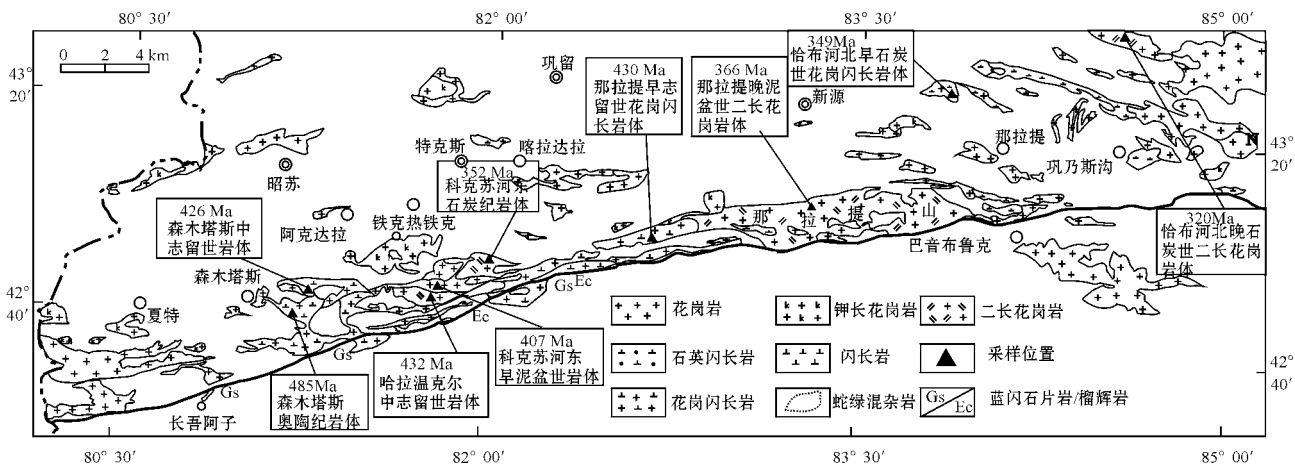 80° 30′
82° 00′
83° 30′
85° 00′
0 2 4 km
43°
20′
巩留
430 Ma
那拉提早志
留世花岗闪
长岩体
366 Ma
那拉提晚泥
盆世二长花
岗岩体
349Ma
恰布河北早石炭
世花岗闪长岩体
新源
那拉提
巩乃斯沟
N
43°
20′
昭苏
特克斯
喀拉达拉
352 Ma
科克苏河东
石炭纪岩体
426 Ma
森木塔斯中
志留世岩体
阿克达拉
铁克热铁克
那 拉 提 山
巴音布鲁克
320Ma
恰布河北晚石
炭世二长花岗
岩体
森木塔斯
42°
40′
夏特
Gs
Ec
Ec
Gs
Gs
407 Ma
科克苏河东
早泥盆世岩体
432 Ma
哈拉温克尔
中志留世岩体
485Ma
森木塔斯
奥陶纪岩体
长吾阿子
花岗岩
钾长花岗岩
二长花岗岩
石英闪长岩
闪长岩
采样位置
花岗闪长岩
蛇绿混杂岩
Gs
Ec
蓝闪石片岩/榴辉岩
42°
40′
80° 30′
82° 00′
83° 30′
85° 00′